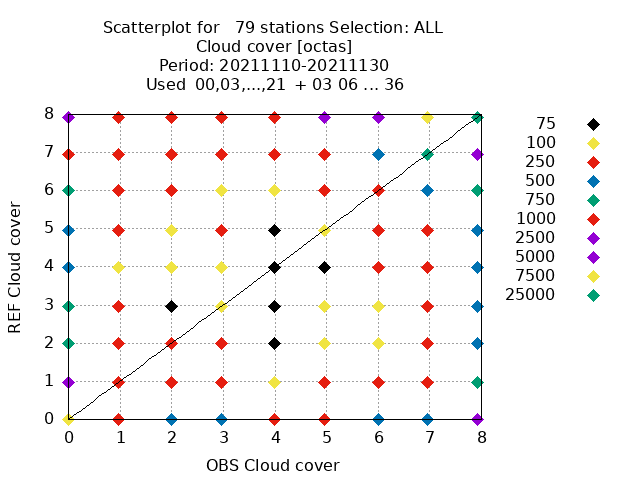 Scatterplot for   79 stations Selection: ALL
Cloud cover [octas]
Period: 20211110-20211130
Used  00,03,...,21  + 03 06 ... 36
8
7
6
5
4
3
2
1
0
REF Cloud cover
0 1 2 3 4 5 6 7 8
OBS Cloud cover
75
100
250
500
750
1000
2500
5000
7500
25000